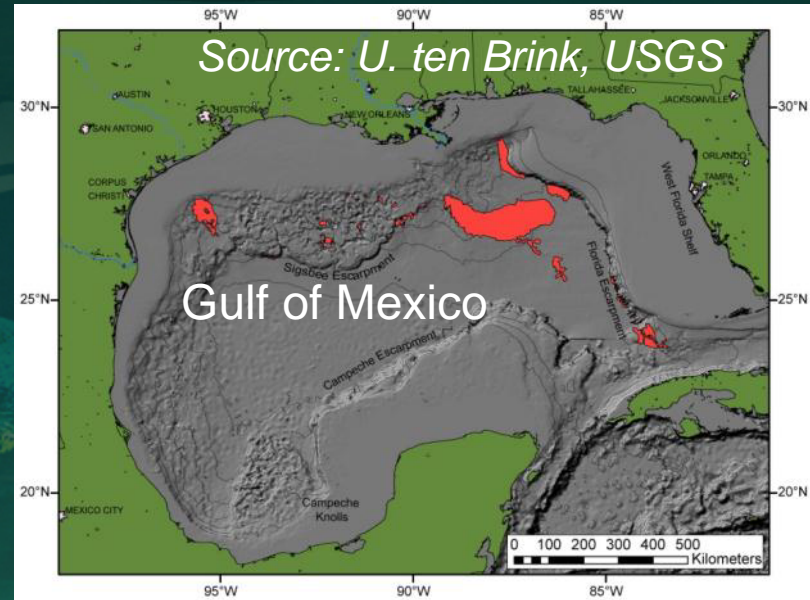 95°W 90°W 85°W
Source: U. ten Brink, USGS
30°N 30°N
AUSTIN
HOUSTON
NEW ORLEANS
TALLAHASSEE
JACKSONVILLE
SAN ANTONIO
ORLANDO
TAMPA
CORPUS
CHRISTI
West Florida Shelf
Sigsbee Escarpment
Florida Escarpment
25°N 25°N
Gulf of Mexico
Campeche Escarpment
20°N 20°N
MEXICO CITY
Campeche
Knolls
0 100 200 300 400 500
Kilometers
95°W 90°W 85°W